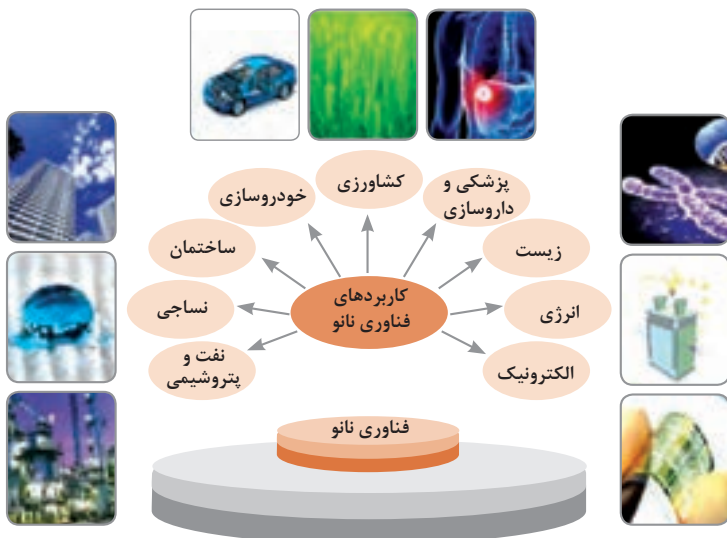 کشاورزی
پزشکی و
داروسازی
خودروسازی
زیست
ساختمان
کاربردهای
فناوری نانو
انرژی
نساجی
الکترونیک
نفت و
پتروشیمی
فناوری نانو